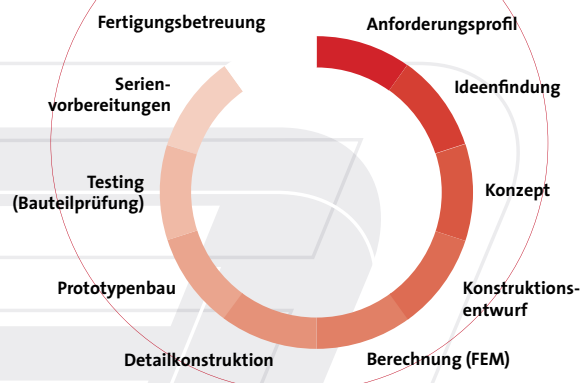 Fertigungsbetreuung
Anforderungsprofil
Ideenfindung
Konzept
Konstruktions-
entwurf
Berechnung (FEM)
Detailkonstruktion
Prototypenbau
Testing
(Bauteilprüfung)
Serien-
vorbereitungen